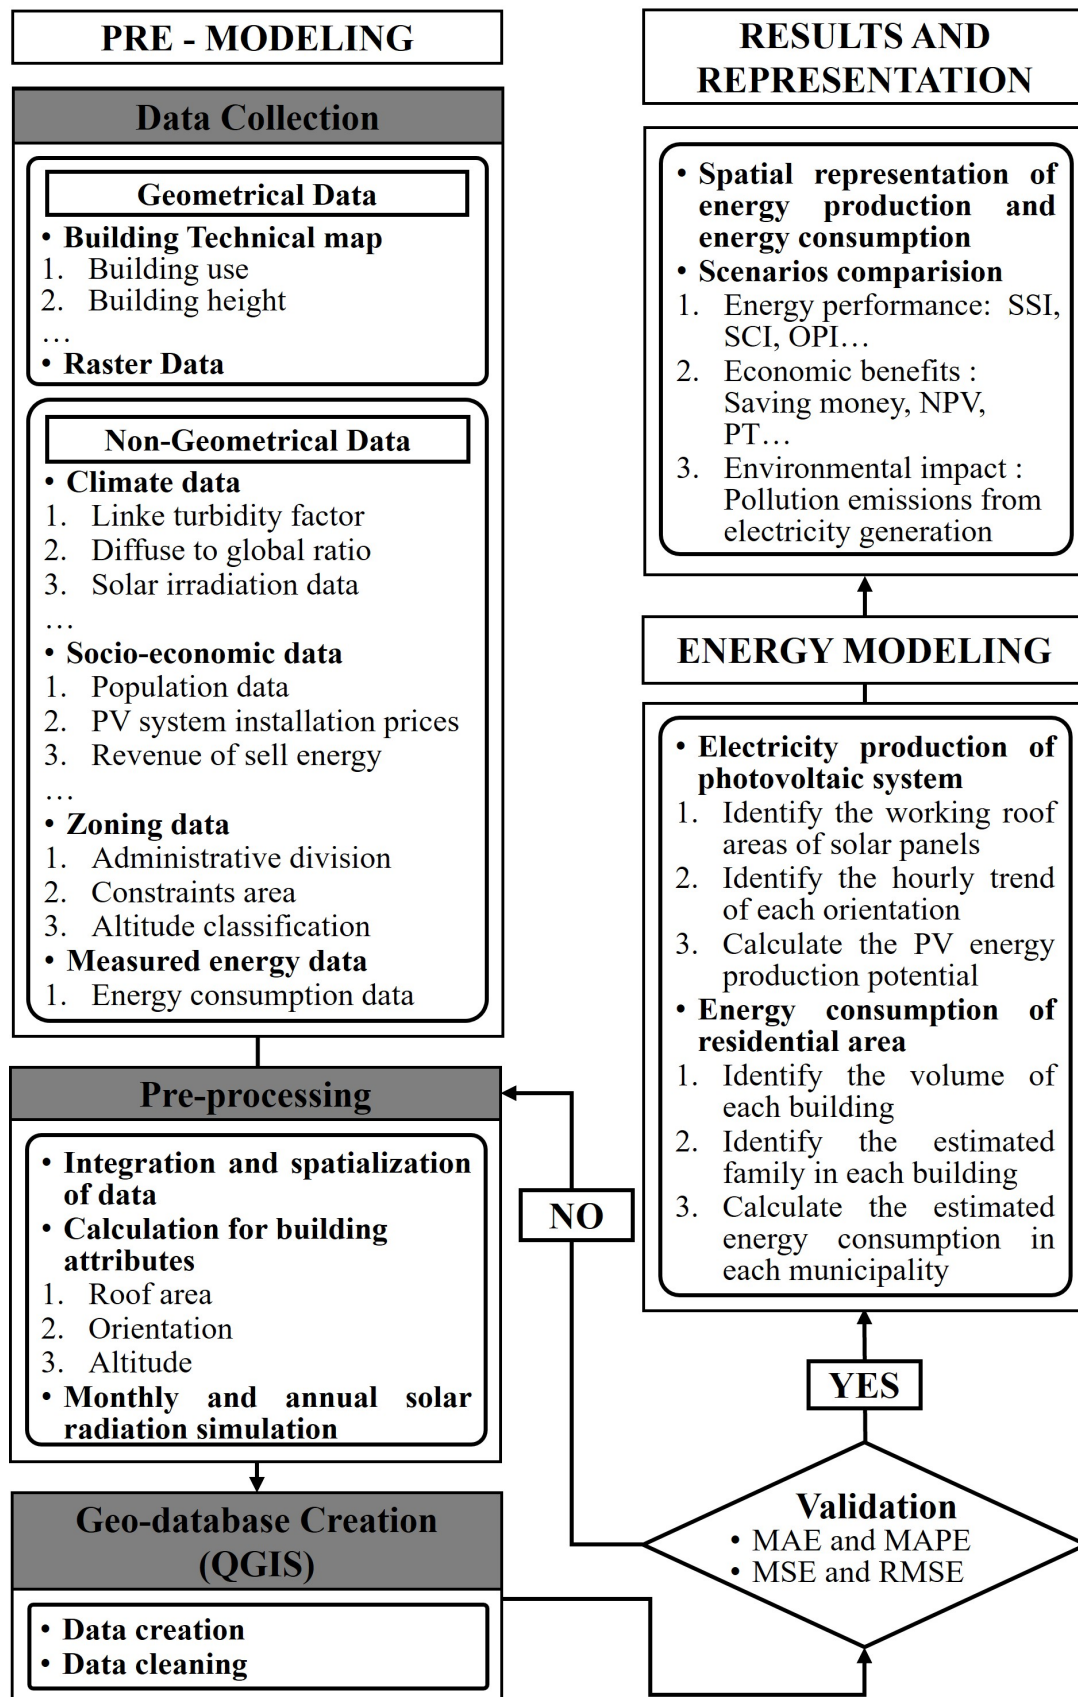 PRE - MODELING
Data Collection
Geometrical Data
• Building Technical map
1. Building use
2. Building height
…
• Raster Data
Non-Geometrical Data
• Climate data
1. Linke turbidity factor
2. Diffuse to global ratio
3. Solar irradiation data
…
• Socio-economic data
1. Population data
2. PV system installation prices
3. Revenue of sell energy
…
• Zoning data
1. Administrative division
2. Constraints area
3. Altitude classification
• Measured energy data
1. Energy consumption data
Pre-processing
• Integration and spatialization
of data
• Calculation for building
attributes
1. Roof area
2. Orientation
3. Altitude
• Monthly and annual solar
radiation simulation
Geo-database Creation
(QGIS)
• Data creation
• Data cleaning
NO
Validation
• MAE and MAPE
• MSE and RMSE
YES
ENERGY MODELING
• Electricity production of
photovoltaic system
1. Identify the working roof
areas of solar panels
2. Identify the hourly trend
of each orientation
3. Calculate the PV energy
production potential
• Energy consumption of
residential area
1. Identify the volume of
each building
2. Identify the estimated
family in each building
3. Calculate the estimated
energy consumption in
each municipality
RESULTS AND
REPRESENTATION
• Spatial representation of
energy production and
energy consumption
• Scenarios comparision
1. Energy performance: SSI,
SCI, OPI…
2. Economic benefits :
Saving money, NPV,
PT…
3. Environmental impact :
Pollution emissions from
electricity generation